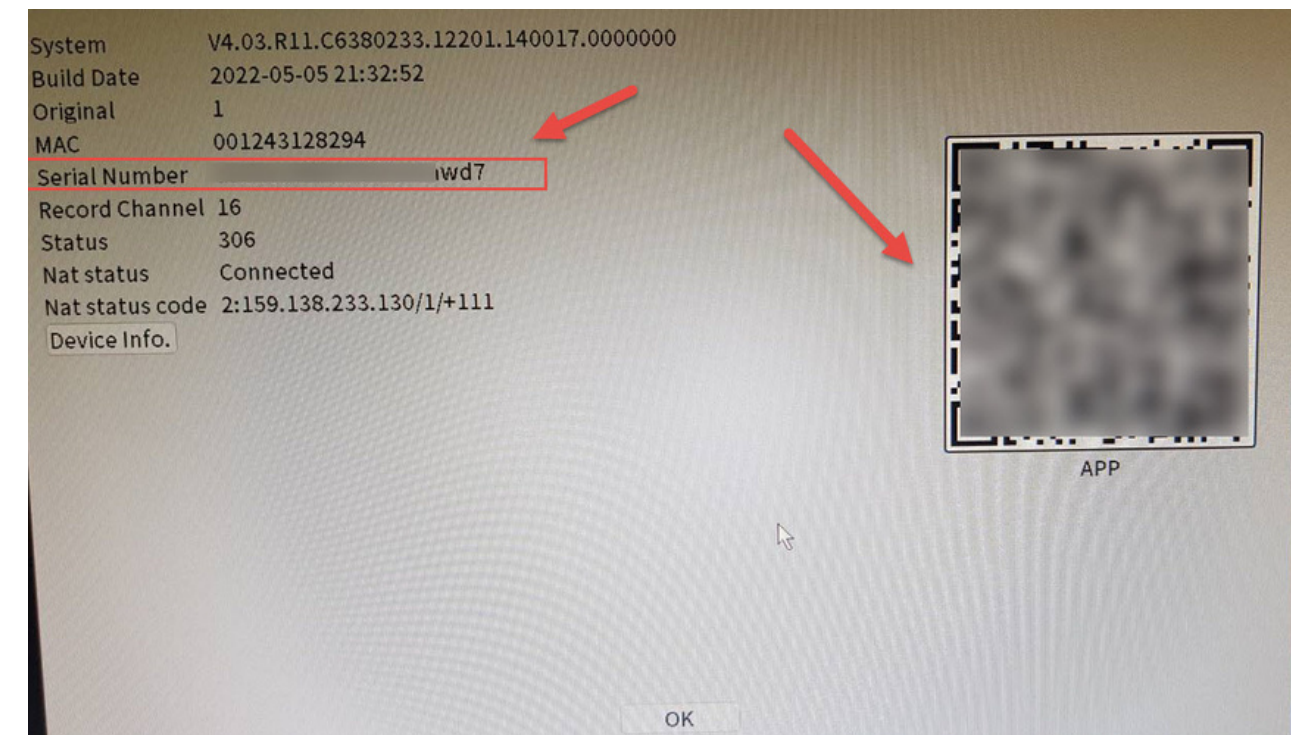 System V4.03.R11.C6380233.12201.140017.0000000
Build Date 2022-05-05 21:32:52
Original 1
MAC 001243128294
Serial Number wd7
Record Channel 16
Status 306
Nat status Connected
Nat status code 2:159.138.233.130/1/+111
Device Info.
APP
OK